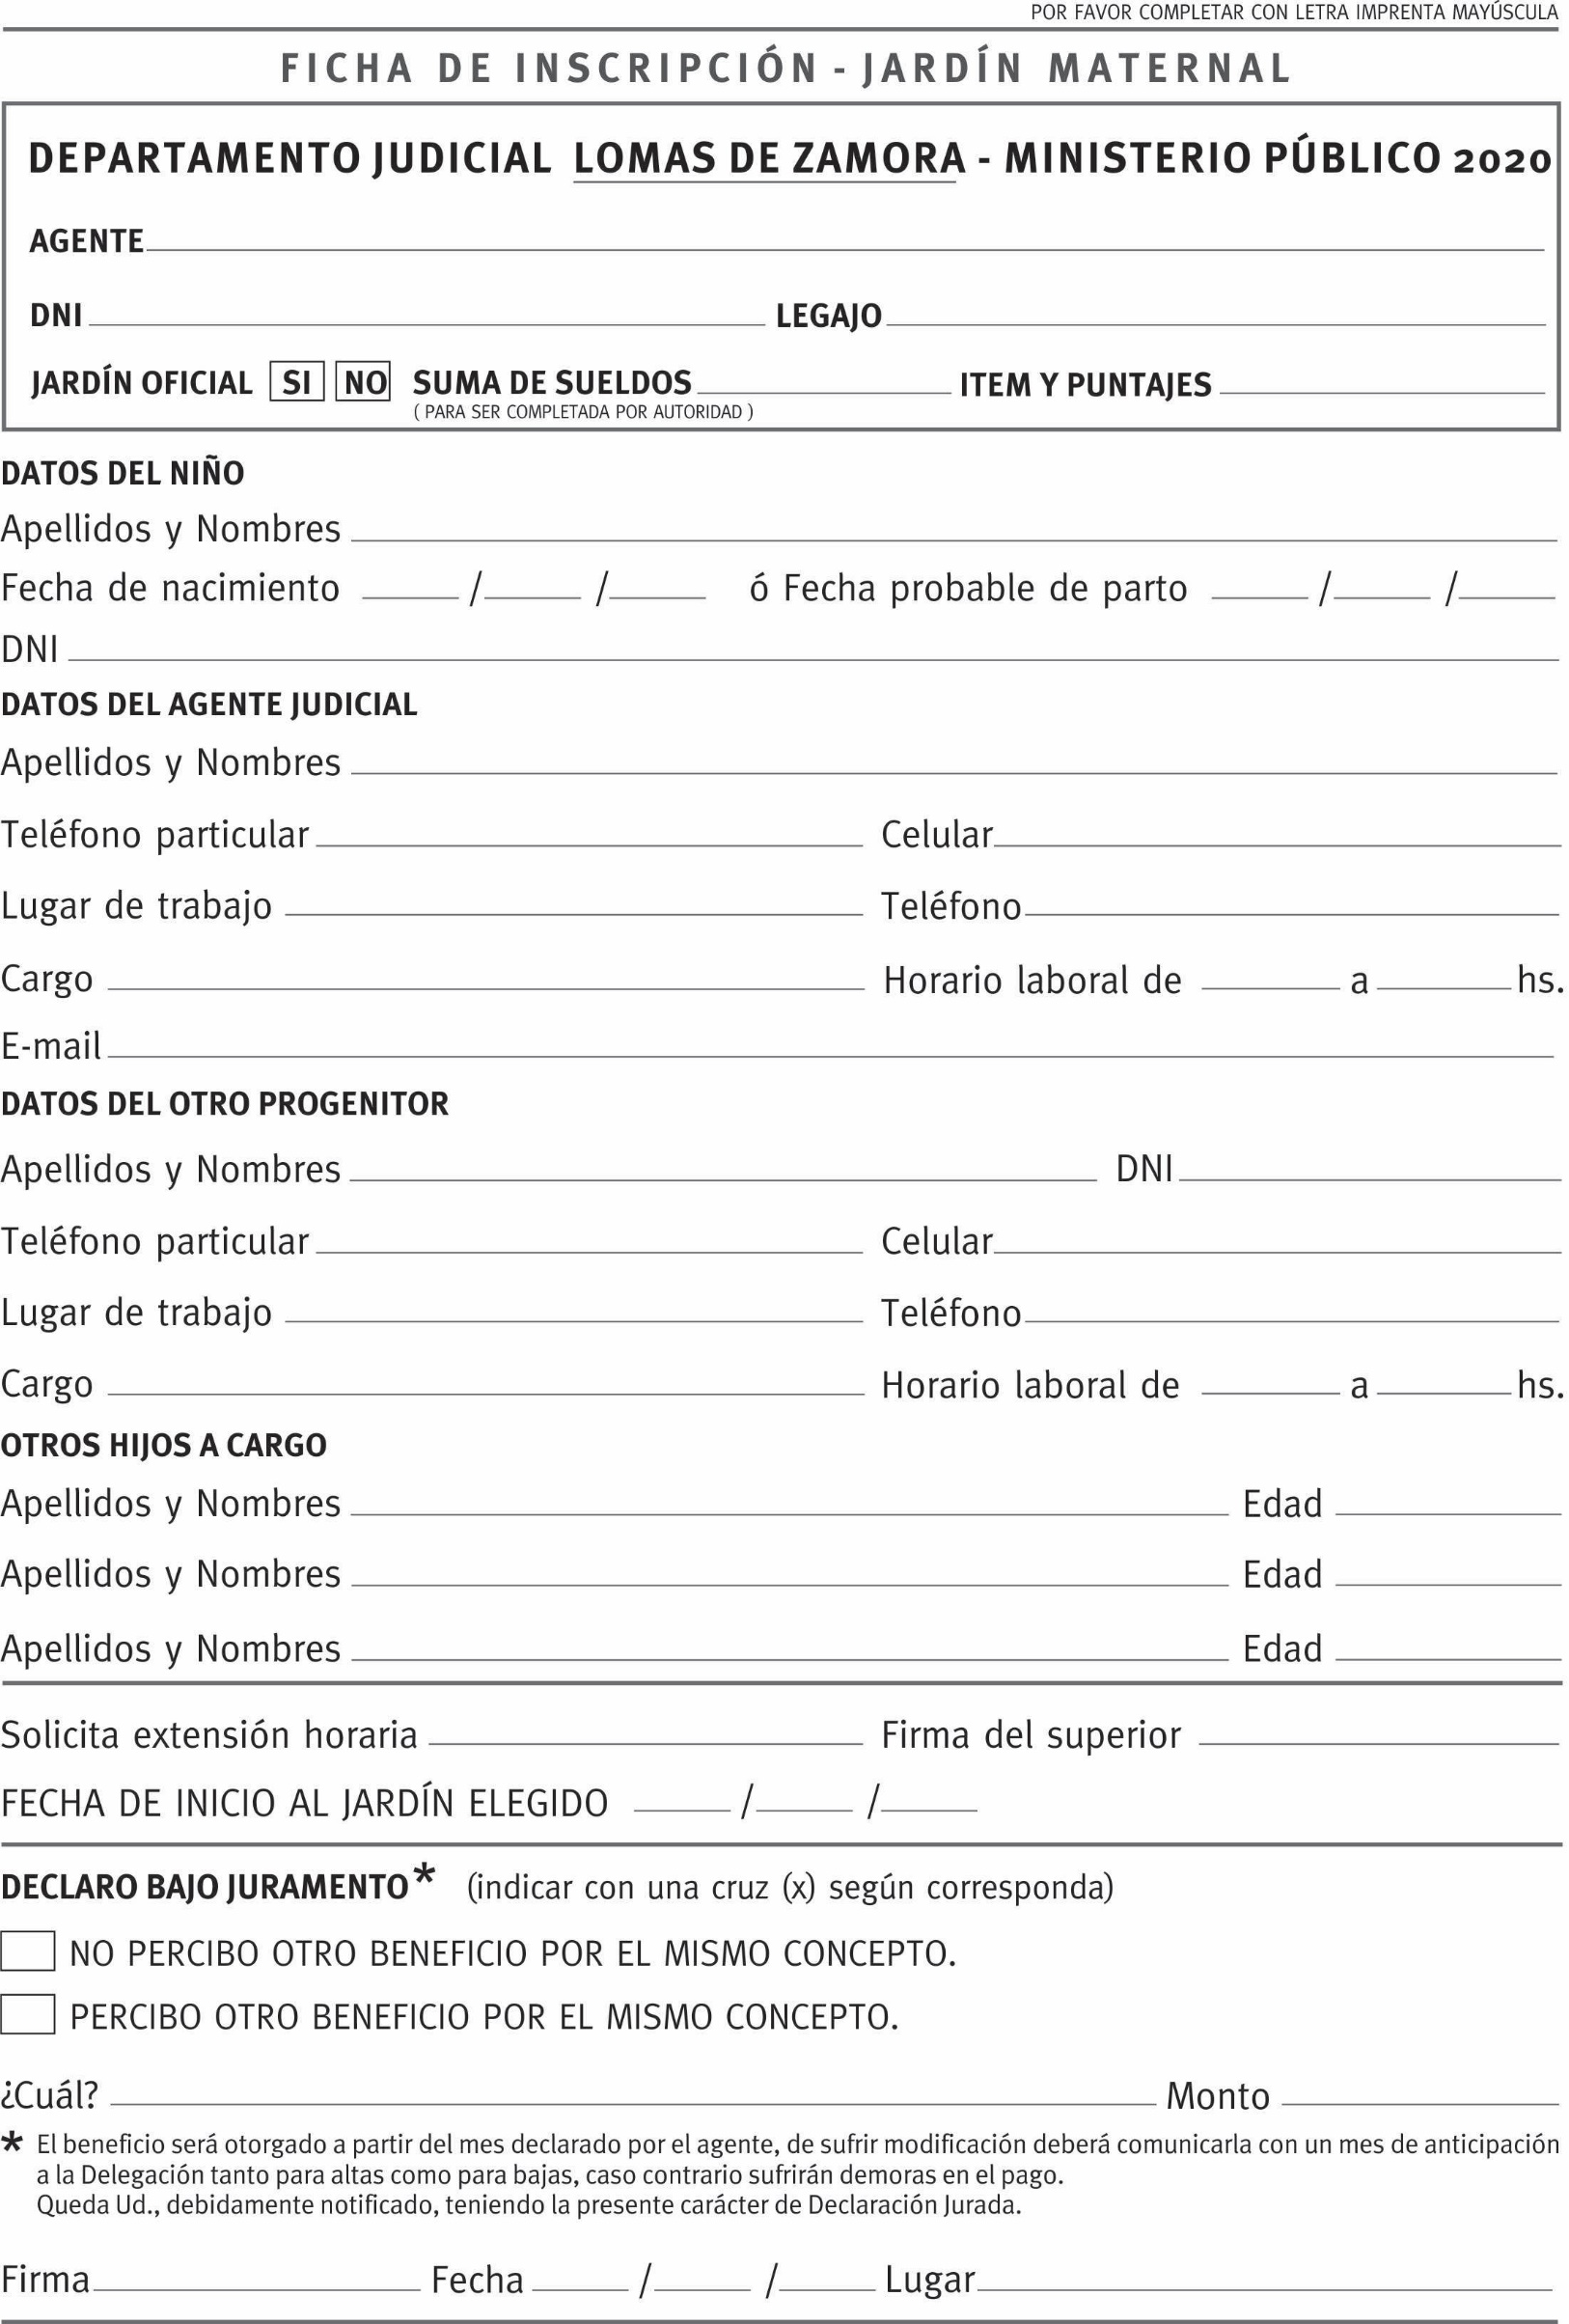 POR FAVOR COMPLETAR CON LETRA IMPRENTA MAYÚSCULA
FICHA DE INSCRIPCIÓN - JARDÍN MATERNAL
DEPARTAMENTO JUDICIAL LOMAS DE ZAMORA - MINISTERIO PÚBLICO 2020
AGENTE
DNI LEGAJO
JARDÍN OFICIAL SI NO SUMA DE SUELDOS ITEM Y PUNTAJES
( PARA SER COMPLETADA POR AUTORIDAD )
DATOS DEL NIÑO
Apellidos y Nombres
Fecha de nacimiento / / ó Fecha probable de parto / /
DNI
DATOS DEL AGENTE JUDICIAL
Apellidos y Nombres
Teléfono particular Celular
Lugar de trabajo Teléfono
Cargo Horario laboral de a hs.
E-mail
DATOS DEL OTRO PROGENITOR
Apellidos y Nombres DNI
Teléfono particular Celular
Lugar de trabajo Teléfono
Cargo Horario laboral de a hs.
OTROS HIJOS A CARGO
Apellidos y Nombres Edad
Apellidos y Nombres Edad
Apellidos y Nombres Edad
Solicita extensión horaria Firma del superior
FECHA DE INICIO AL JARDÍN ELEGIDO / /
DECLARO BAJO JURAMENTO* (indicar con una cruz (x) según corresponda)
NO PERCIBO OTRO BENEFICIO POR EL MISMO CONCEPTO.
PERCIBO OTRO BENEFICIO POR EL MISMO CONCEPTO.
¿Cuál? Monto
* El beneficio será otorgado a partir del mes declarado por el agente, de sufrir modificación deberá comunicarla con un mes de anticipación
a la Delegación tanto para altas como para bajas, caso contrario sufrirán demoras en el pago.
Queda Ud., debidamente notificado, teniendo la presente carácter de Declaración Jurada.
Firma Fecha / / Lugar